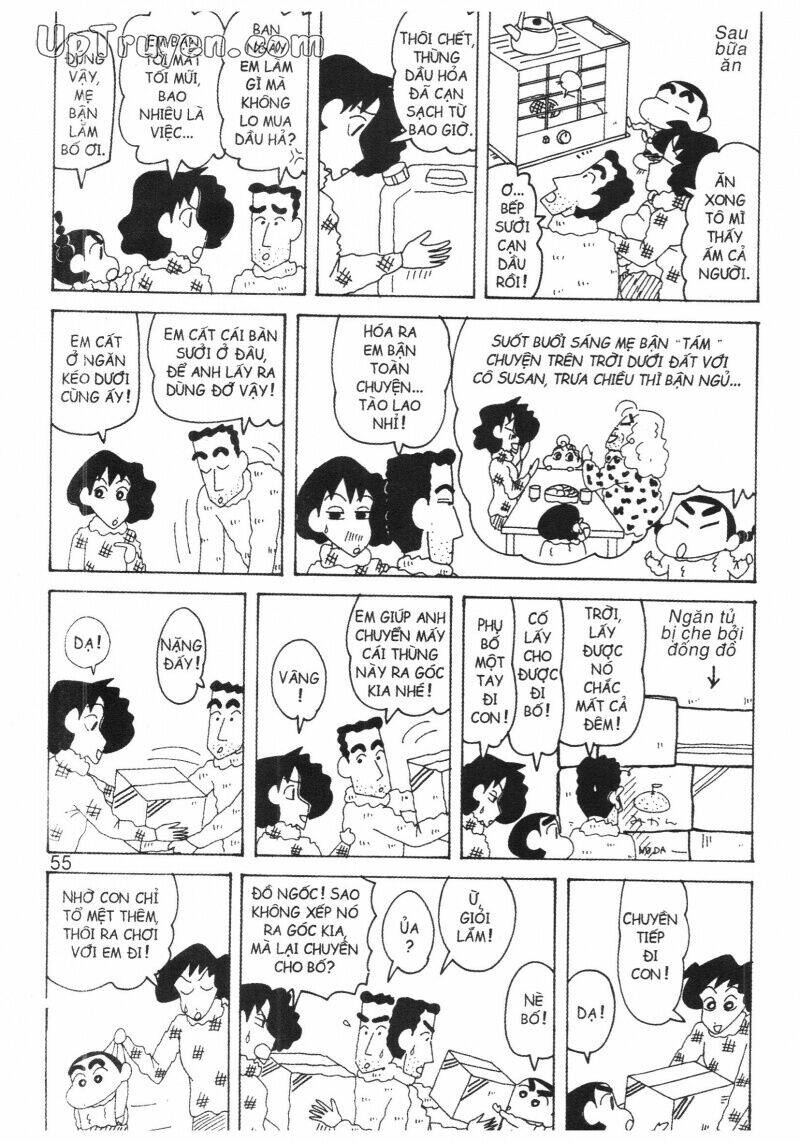 UpTruyen.com
Sau
bữa
ăn
ĂN
XONG
TÔ MÌ
THẤY
ẤM CẢ
NGƯỜI.
Ơ...
BẾP
SƯỞI
CẠN
DẦU
RỒI!
THÔI CHẾT,
THÙNG
DẦU HỎA
ĐÃ CẠN
SẠCH TỪ
BAO GIỜ.
BAN
NGÀY
EM LÀM
GÌ MÀ
KHÔNG
LO MUA
DẦU HẢ?
EM BẬN
TỐI MẮT
TỐI MŨI,
BAO
NHIÊU LÀ
VIỆC...
ĐÚNG
VẬY,
MẸ
BẬN
LẮM
BỐ ƠI.
SUỐT BUỔI SÁNG MẸ BẬN "TÁM"
CHUYỆN TRÊN TRỜI DƯỚI ĐẤT VỚI
CÔ SUSAN, TRƯA CHIỀU THÌ BẬN NGỦ...
HÓA RA
EM BẬN
TOÀN
CHUYỆN...
TÀO LAO
NHỈ!
EM CẤT CÁI BÀN
SƯỞI Ở ĐÂU,
ĐỂ ANH LẤY RA
DÙNG ĐỠ VẬY!
EM CẤT
Ở NGĂN
KÉO DƯỚI
CÙNG ẤY!
Ngăn tủ
bị che bởi
đống đồ
TRỜI,
LẤY
ĐƯỢC
NÓ
CHẮC
MẤT CẢ
ĐÊM!
CÓ
LẤY CHO
ĐƯỢC
ĐI
BỐ!
PHỤ
BỐ
MỘT
TAY ĐI
CON!
EM GIÚP ANH
CHUYỂN MẤY
CÁI THÙNG
NÀY RA GÓC
KIA NHÉ!
VÂNG!
NẶNG
ĐẤY!
DẠ!
55
CHUYỀN
TIẾP
ĐI
CON!
DẠ!
NÈ
BỐ!
Ừ,
GIỎI
LẮM!
ỦA
?
ĐỒ NGỐC! SAO
KHÔNG XẾP NÓ
RA GÓC KIA,
MÀ LẠI CHUYỀN
CHO BỐ?
NHỜ CON CHỈ
TỔ MỆT THÊM,
THÔI RA CHƠI
VỚI EM ĐI!